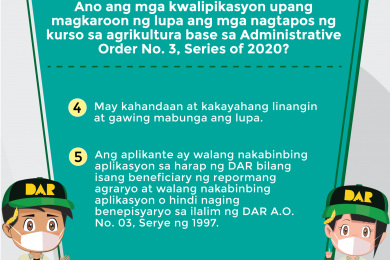 Ano ang mga kwalipikasyon upang
magkaroon ng lupa ang mga nagtapos ng
kurso sa agrikultura base sa Administrative
Order No. 3, Series of 2020?
4 May kahandaan at kakayahang linangin
at gawing mabunga ang lupa.
5 Ang aplikante ay walang nakabinbing
aplikasyon sa harap ng DAR bilang
isang beneficiary ng repormang
agraryo at walang nakabinbing
aplikasyon o hindi naging
benepisyaryo sa ilalim ng DAR A.O.
No. 03, Serye ng 1997.
DAR
DAR